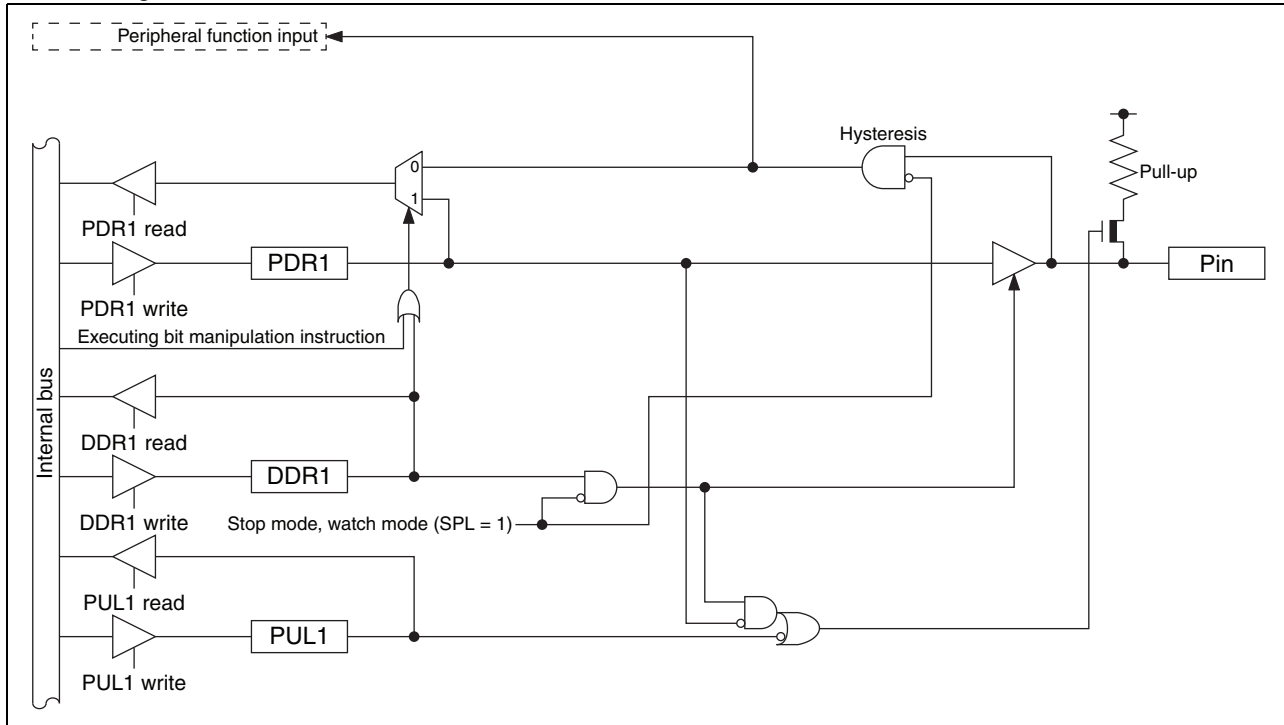 Peripheral function input
Hysteresis
0
Pull-up
1
PDR1 read
PDR1
Pin
PDR1 write
Executing bit manipulation instruction
Internal bus
DDR1 read
DDR1
Stop mode, watch mode (SPL = 1)
DDR1 write
PUL1 read
PUL1
PUL1 write